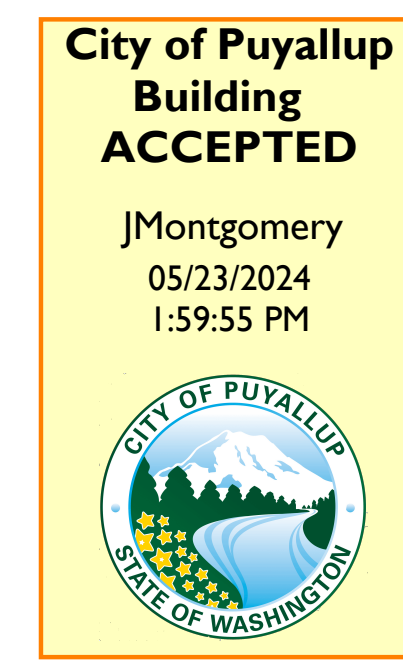 City of Puyallup
Building
ACCEPTED
JMontgomery
05/23/2024
1:59:55 PM
CITY OF PUYALLUP
STATE OF WASHINGTON